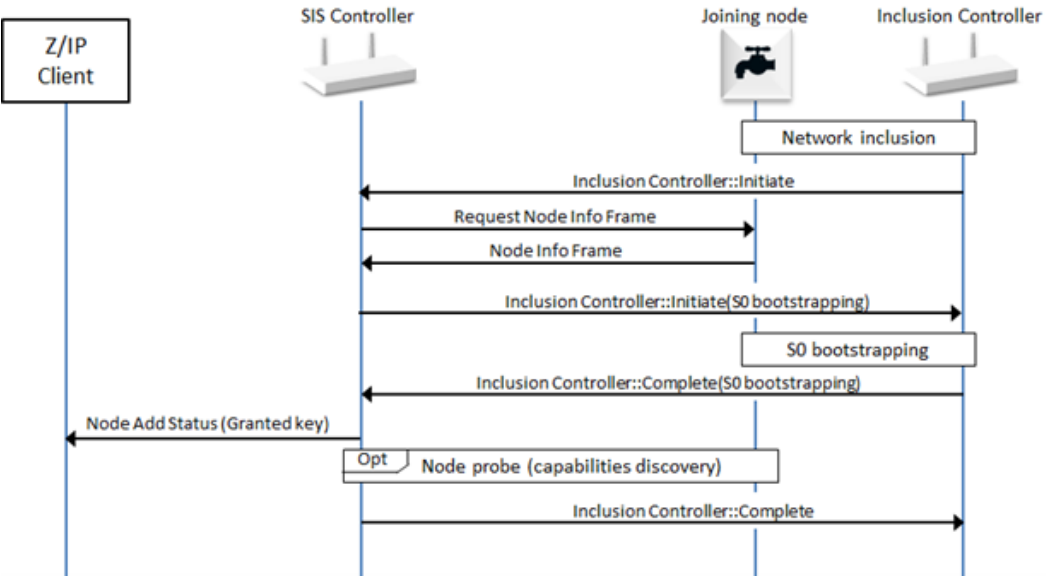 SIS Controller
Joining node
Inclusion Controller
Z/IP
Client
Network inclusion
Inclusion Controller::Initiate
Request Node Info Frame
Node Info Frame
Inclusion Controller::Initiate(S0 bootstrapping)
S0 bootstrapping
Inclusion Controller::Complete(S0 bootstrapping)
Node Add Status (Granted key)
Opt
Node probe (capabilities discovery)
Inclusion Controller::Complete